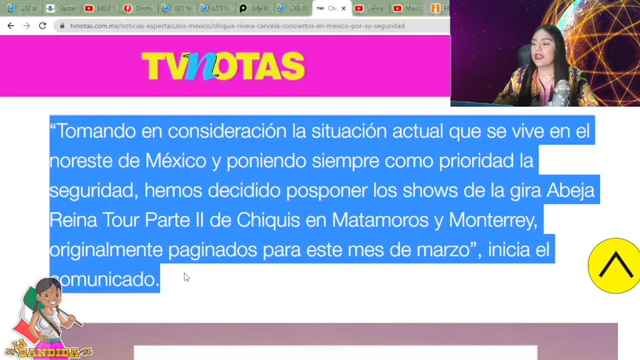 tvnotas.com.mx/noticias-espectaculos-mexico/chiquis-rivera-cancela-conciertos-en-mexico-por-su-seguridad
TVnOTAS
“Tomando en consideración la situación actual que se vive en el
noreste de México y poniendo siempre como prioridad la
seguridad, hemos decidido posponer los shows de la gira Abeja
Reina Tour Parte II de Chiquis en Matamoros y Monterrey,
originalmente paginados para este mes de marzo”, inicia el
comunicado.
LA
BANDIDA